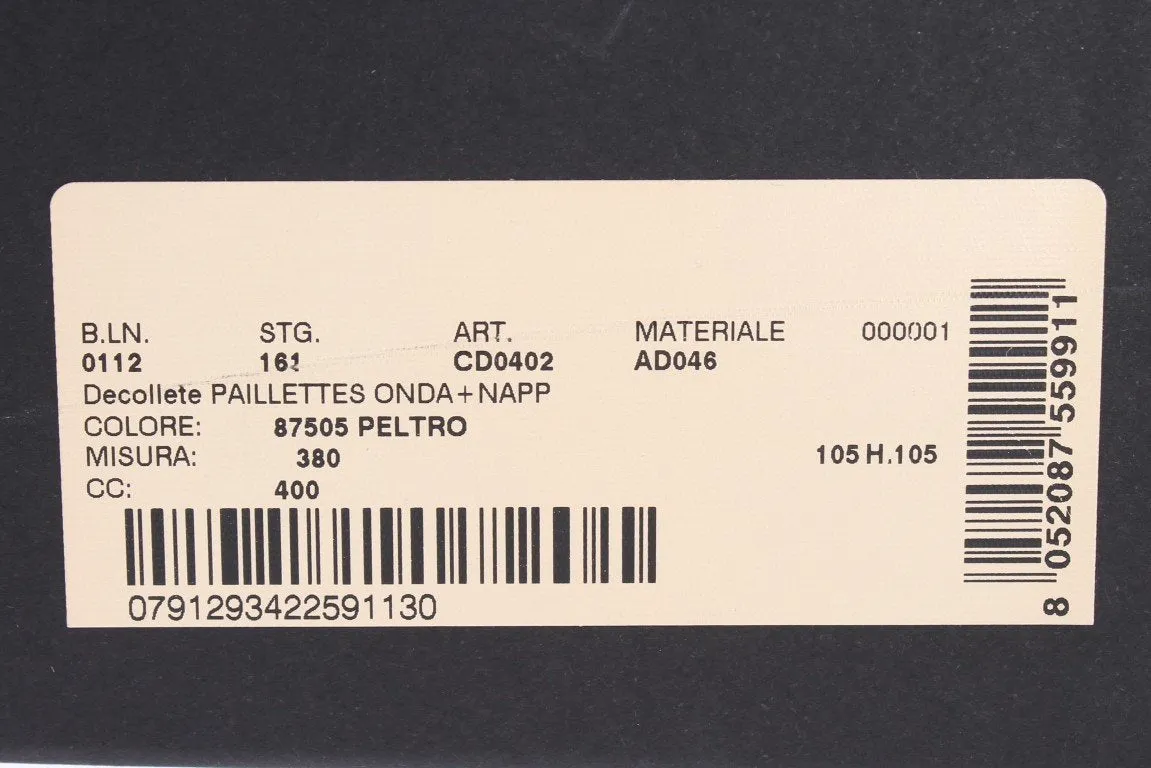 B.LN. STG. ART. MATERIALE 000001
0112 161 CD0402 AD046
Decollete PAILLETTES ONDA+NAPP
COLORE: 87505 PELTRO
MISURA: 380 105 H.105
CC: 400
0791293422591130
8 052087 559911